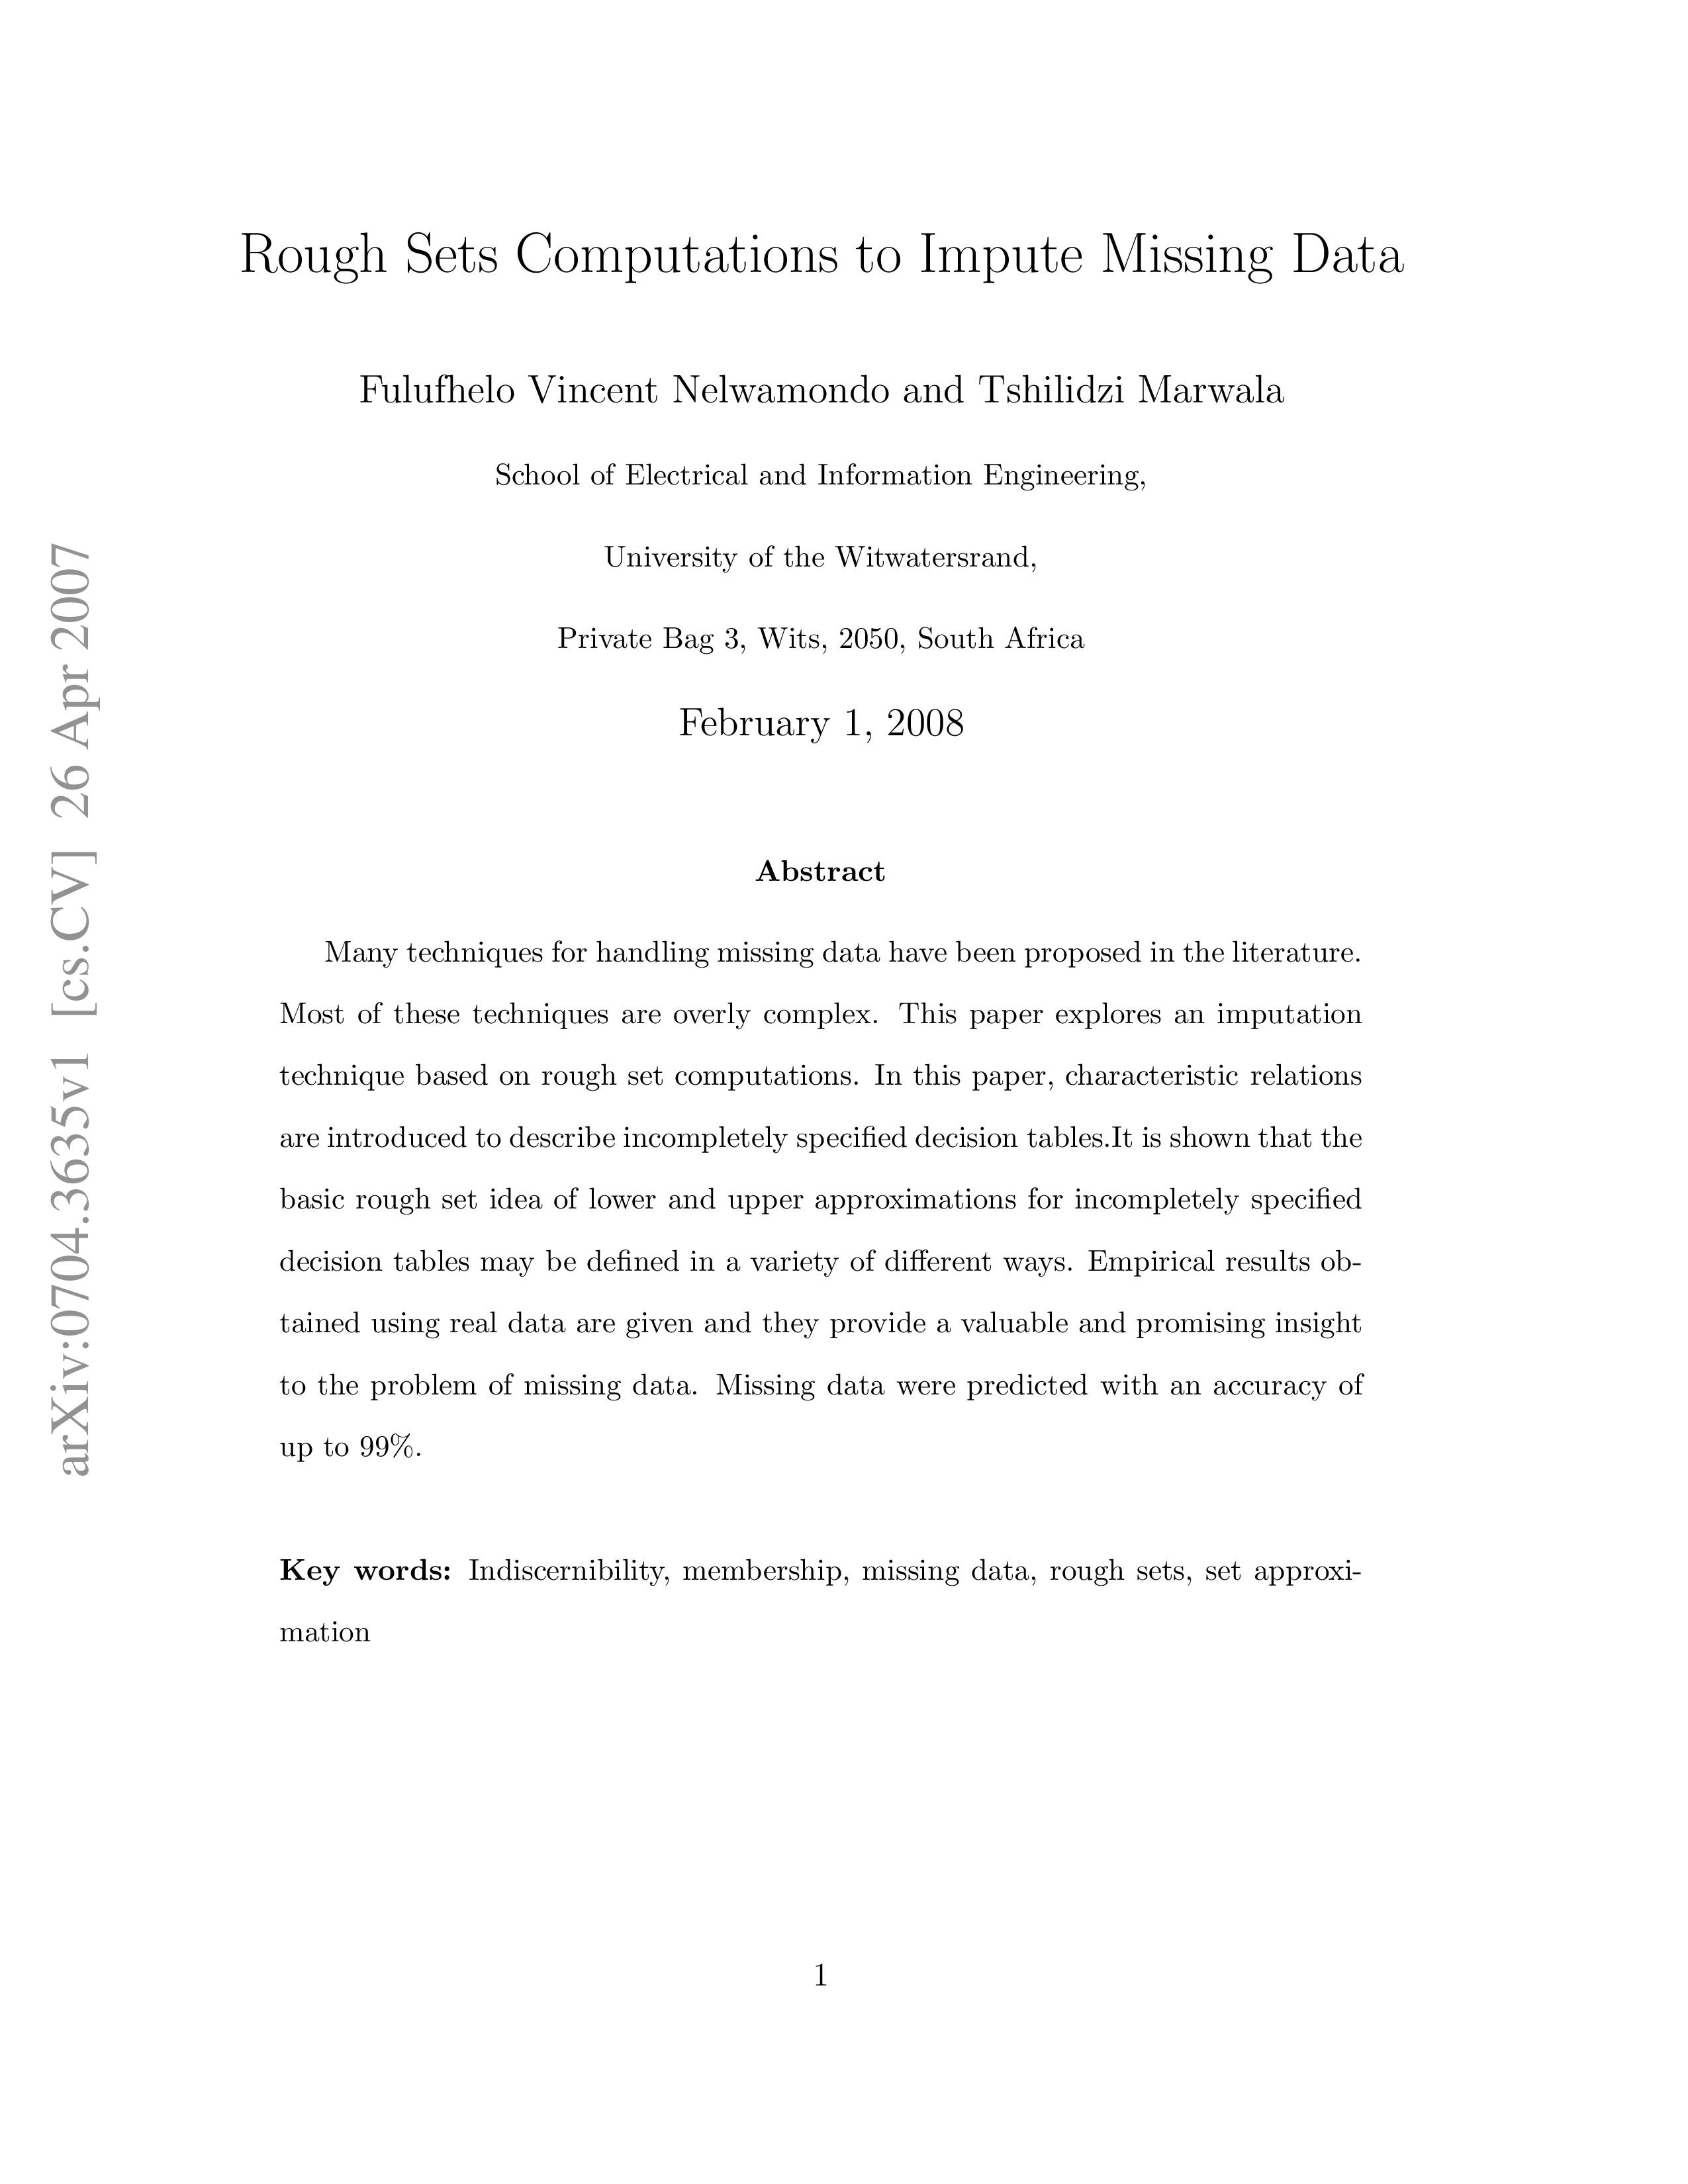 Rough Sets Computations to Impute Missing Data
Fulufhelo Vincent Nelwamondo and Tshilidzi Marwala
School of Electrical and Information Engineering,
University of the Witwatersrand,
Private Bag 3, Wits, 2050, South Africa
February 1, 2008
arXiv:0704.3635v1 [cs.CV] 26 Apr 2007
Abstract
Many techniques for handling missing data have been proposed in the literature.
Most of these techniques are overly complex. This paper explores an imputation
technique based on rough set computations. In this paper, characteristic relations
are introduced to describe incompletely specified decision tables.It is shown that the
basic rough set idea of lower and upper approximations for incompletely specified
decision tables may be defined in a variety of different ways. Empirical results ob-
tained using real data are given and they provide a valuable and promising insight
to the problem of missing data. Missing data were predicted with an accuracy of
up to 99%.
Key words: Indiscernibility, membership, missing data, rough sets, set approxi-
mation
1